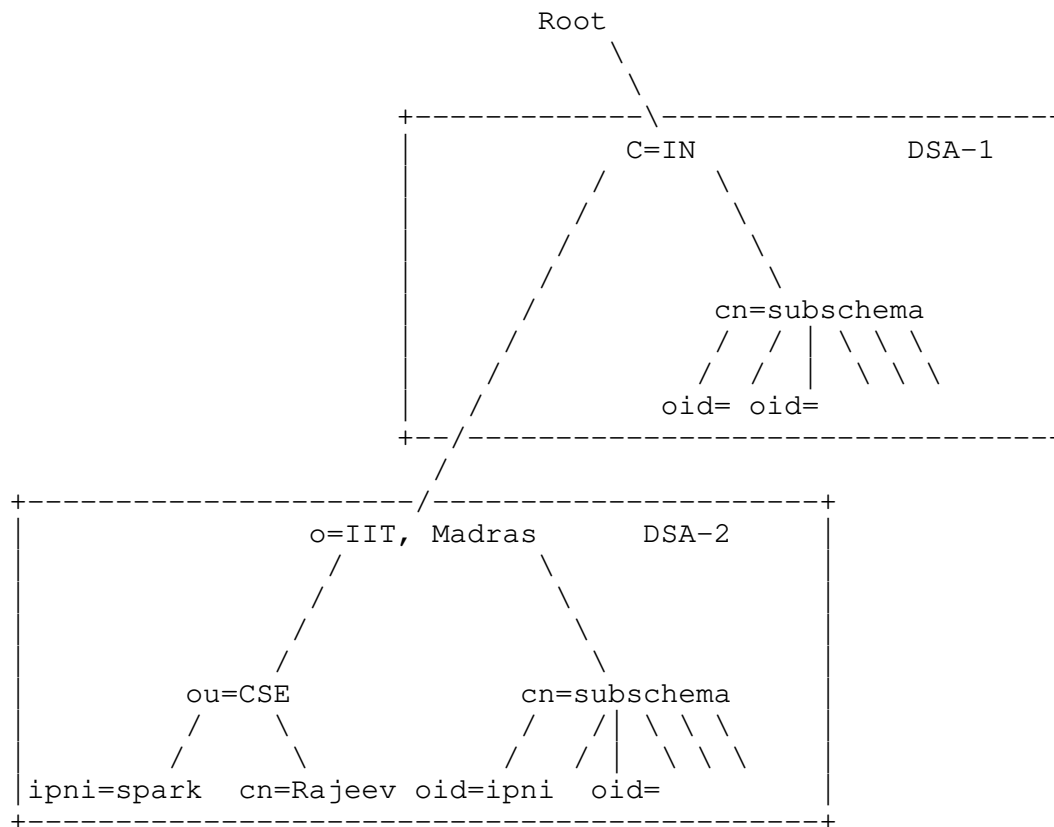 Root
C=IN DSA-1
cn=subschema
oid= oid=
o=IIT, Madras DSA-2
ou=CSE cn=subschema
ipni=spark cn=Rajeev oid=ipni oid=